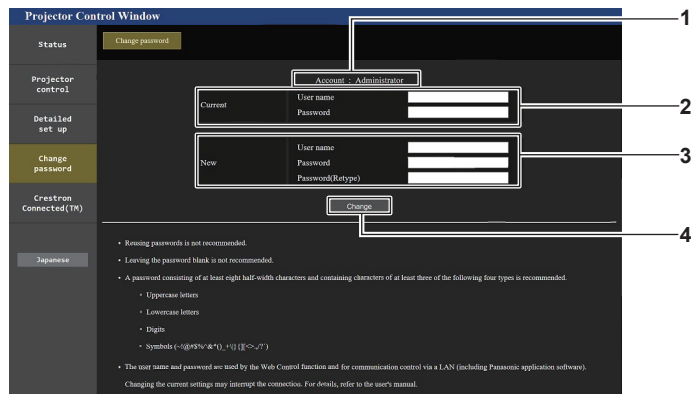 Projector Control Window
Status
Change password
Projector
control
Detailed
set up
Change
password
Crestron
Connected(TM)
Japanese
Account : Administrator
Current
User name
Password
New
User name
Password
Password(Retype)
Change
1
2
3
4
• Reusing passwords is not recommended.
• Leaving the password blank is not recommended.
• A password consisting of at least eight half-width characters and containing characters of at least three of the following four types is recommended.
• Uppercase letters
• Lowercase letters
• Digits
• Symbols (~!@#$%^&*()_+\{}[]<>.,/?`)
• The user name and password are used by the Web Control function and for communication control via a LAN (including Panasonic application software).
Changing the current settings may interrupt the connection. For details, refer to the user's manual.